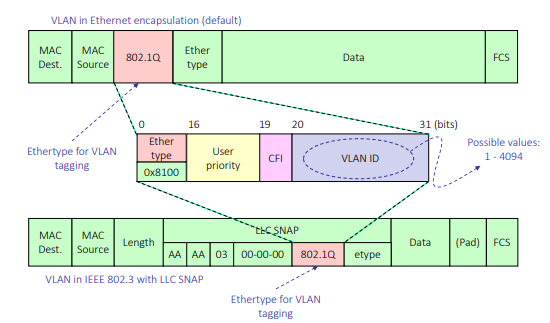 VLAN in Ethernet encapsulation (default)
MAC Dest.
MAC Source
802.1Q
Ether type
Data
FCS
0 16 19 20 31 (bits)
Ethertype for VLAN
tagging
Ether type
0x8100
User priority
CFI
VLAN ID
Possible values:
1 - 4094
MAC Dest.
MAC Source
Length
LLC SNAP
AA AA 03 00-00-00 802.1Q etype
Data
(Pad)
FCS
VLAN in IEEE 802.3 with LLC SNAP
Ethertype for VLAN
tagging